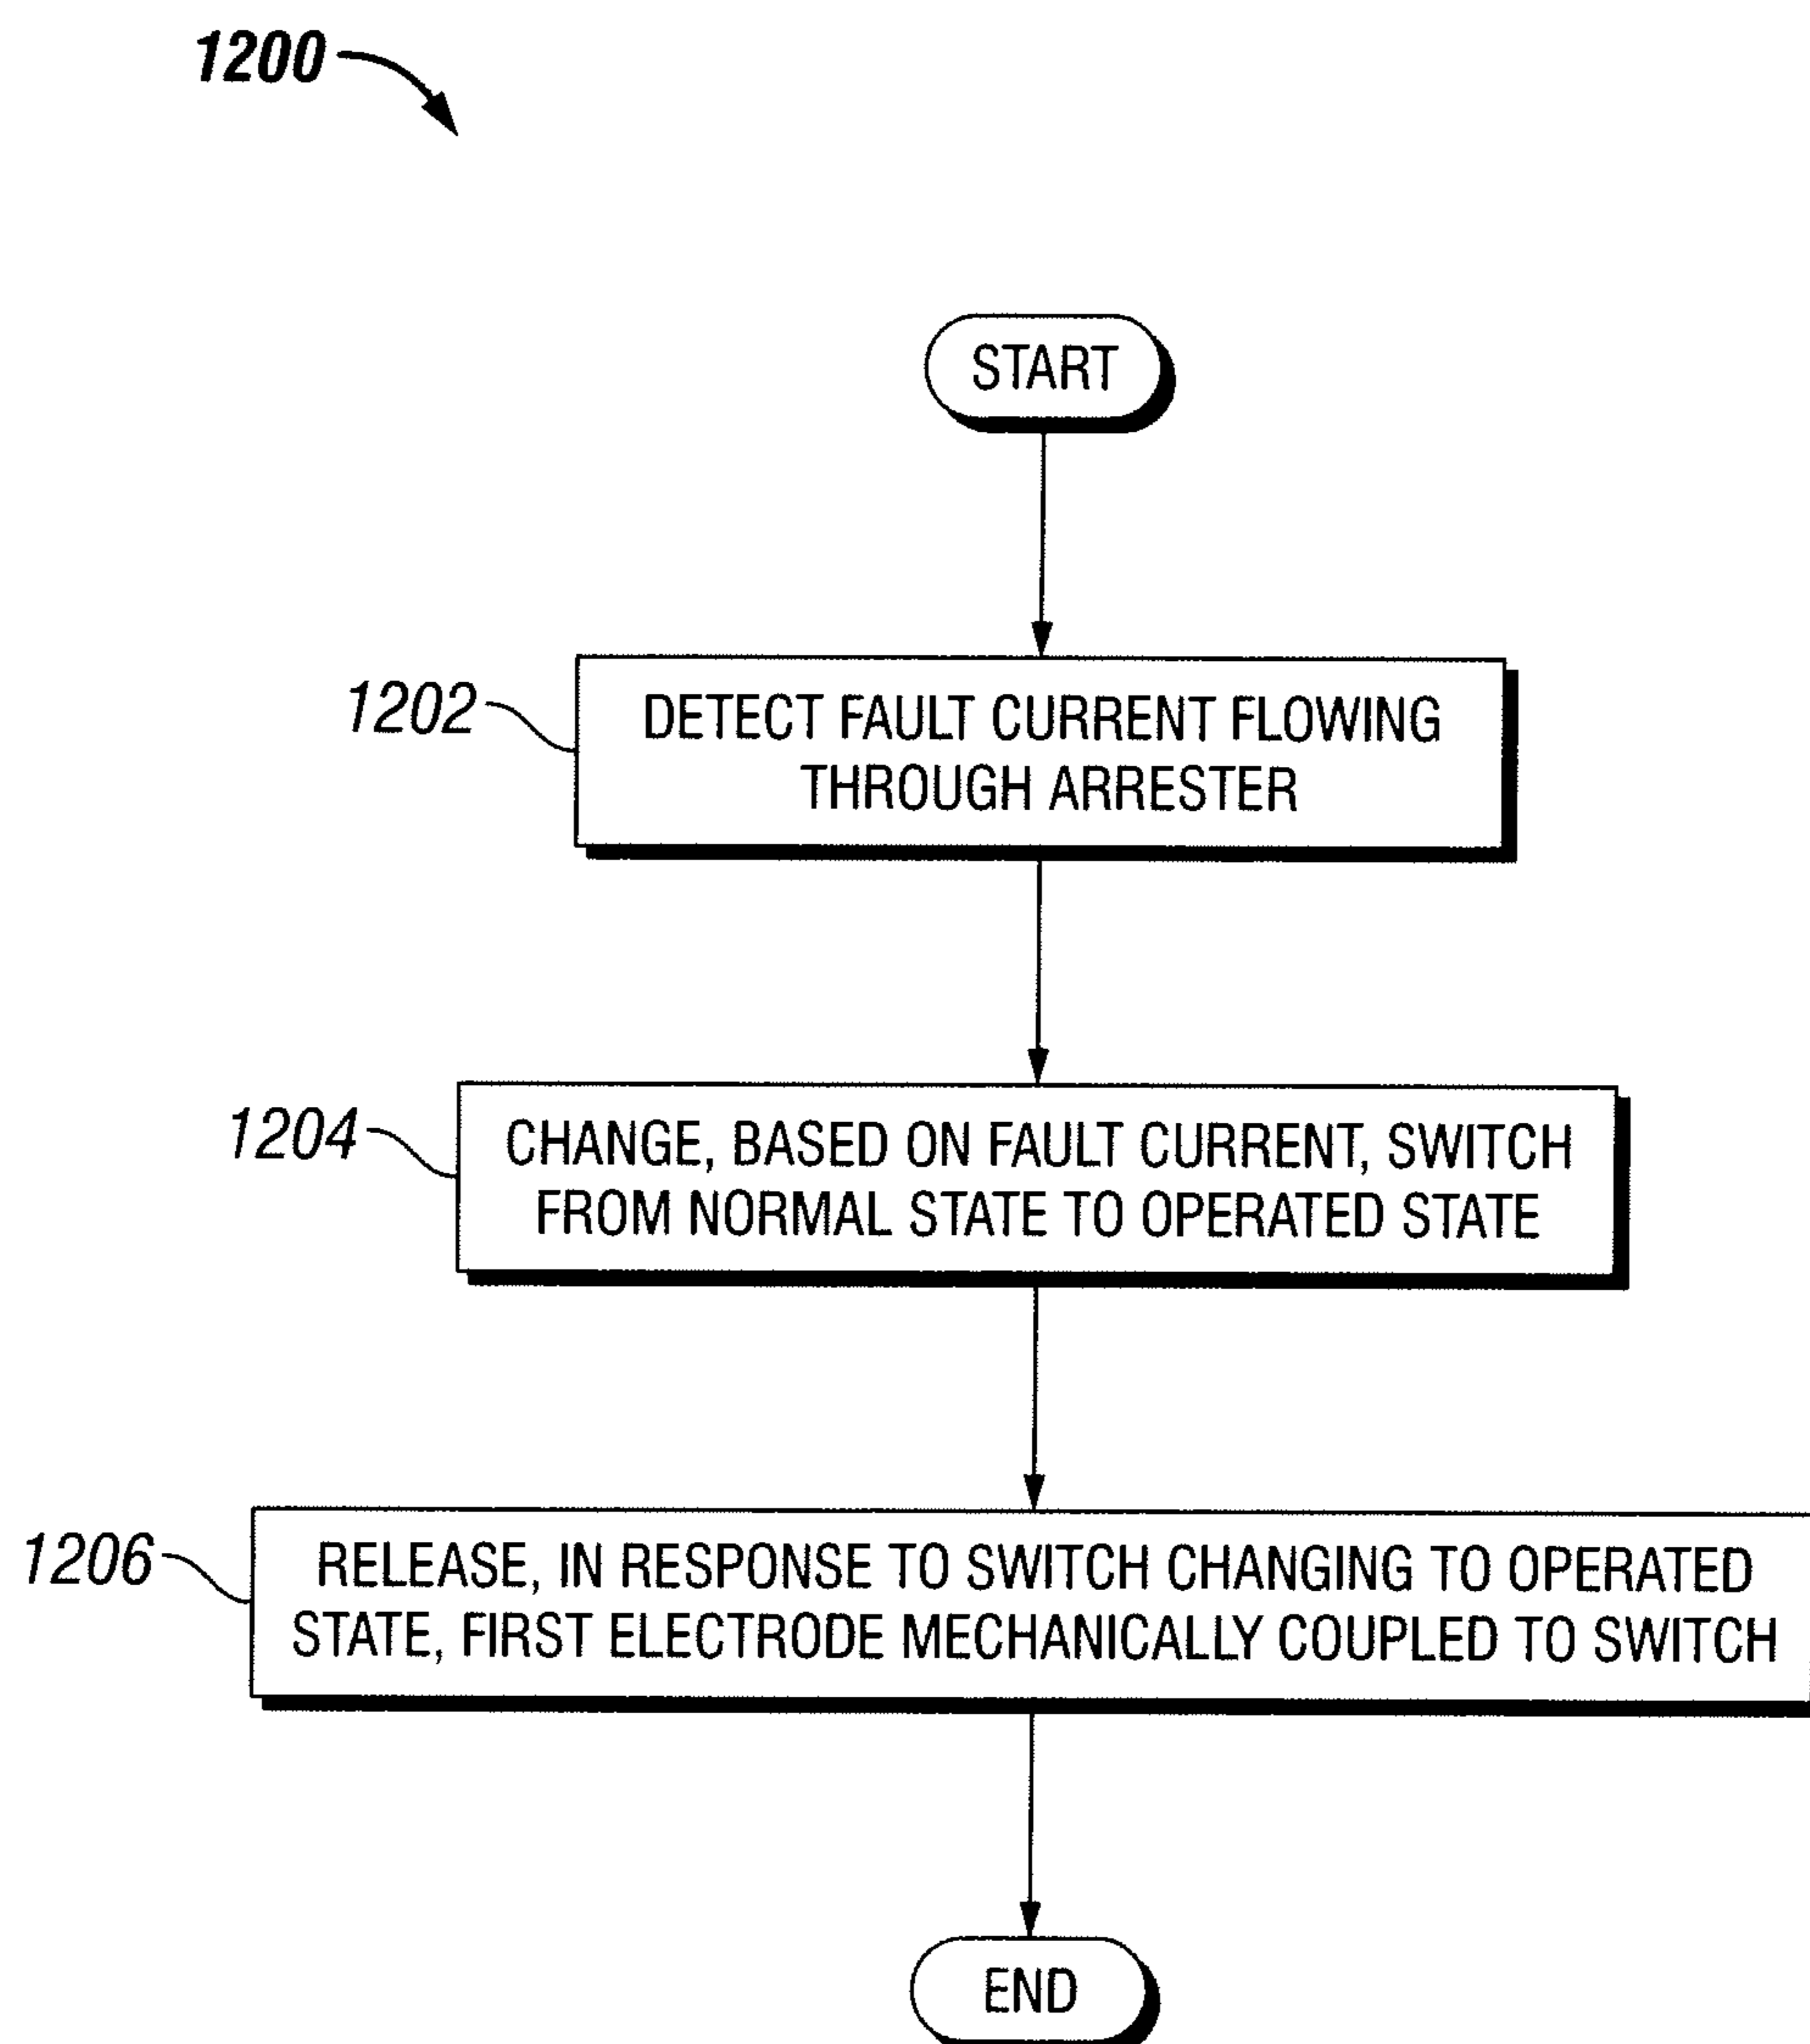 1200
START
1202
DETECT FAULT CURRENT FLOWING
THROUGH ARRESTER
1204
CHANGE, BASED ON FAULT CURRENT, SWITCH
FROM NORMAL STATE TO OPERATED STATE
1206
RELEASE, IN RESPONSE TO SWITCH CHANGING TO OPERATED
STATE, FIRST ELECTRODE MECHANICALLY COUPLED TO SWITCH
END